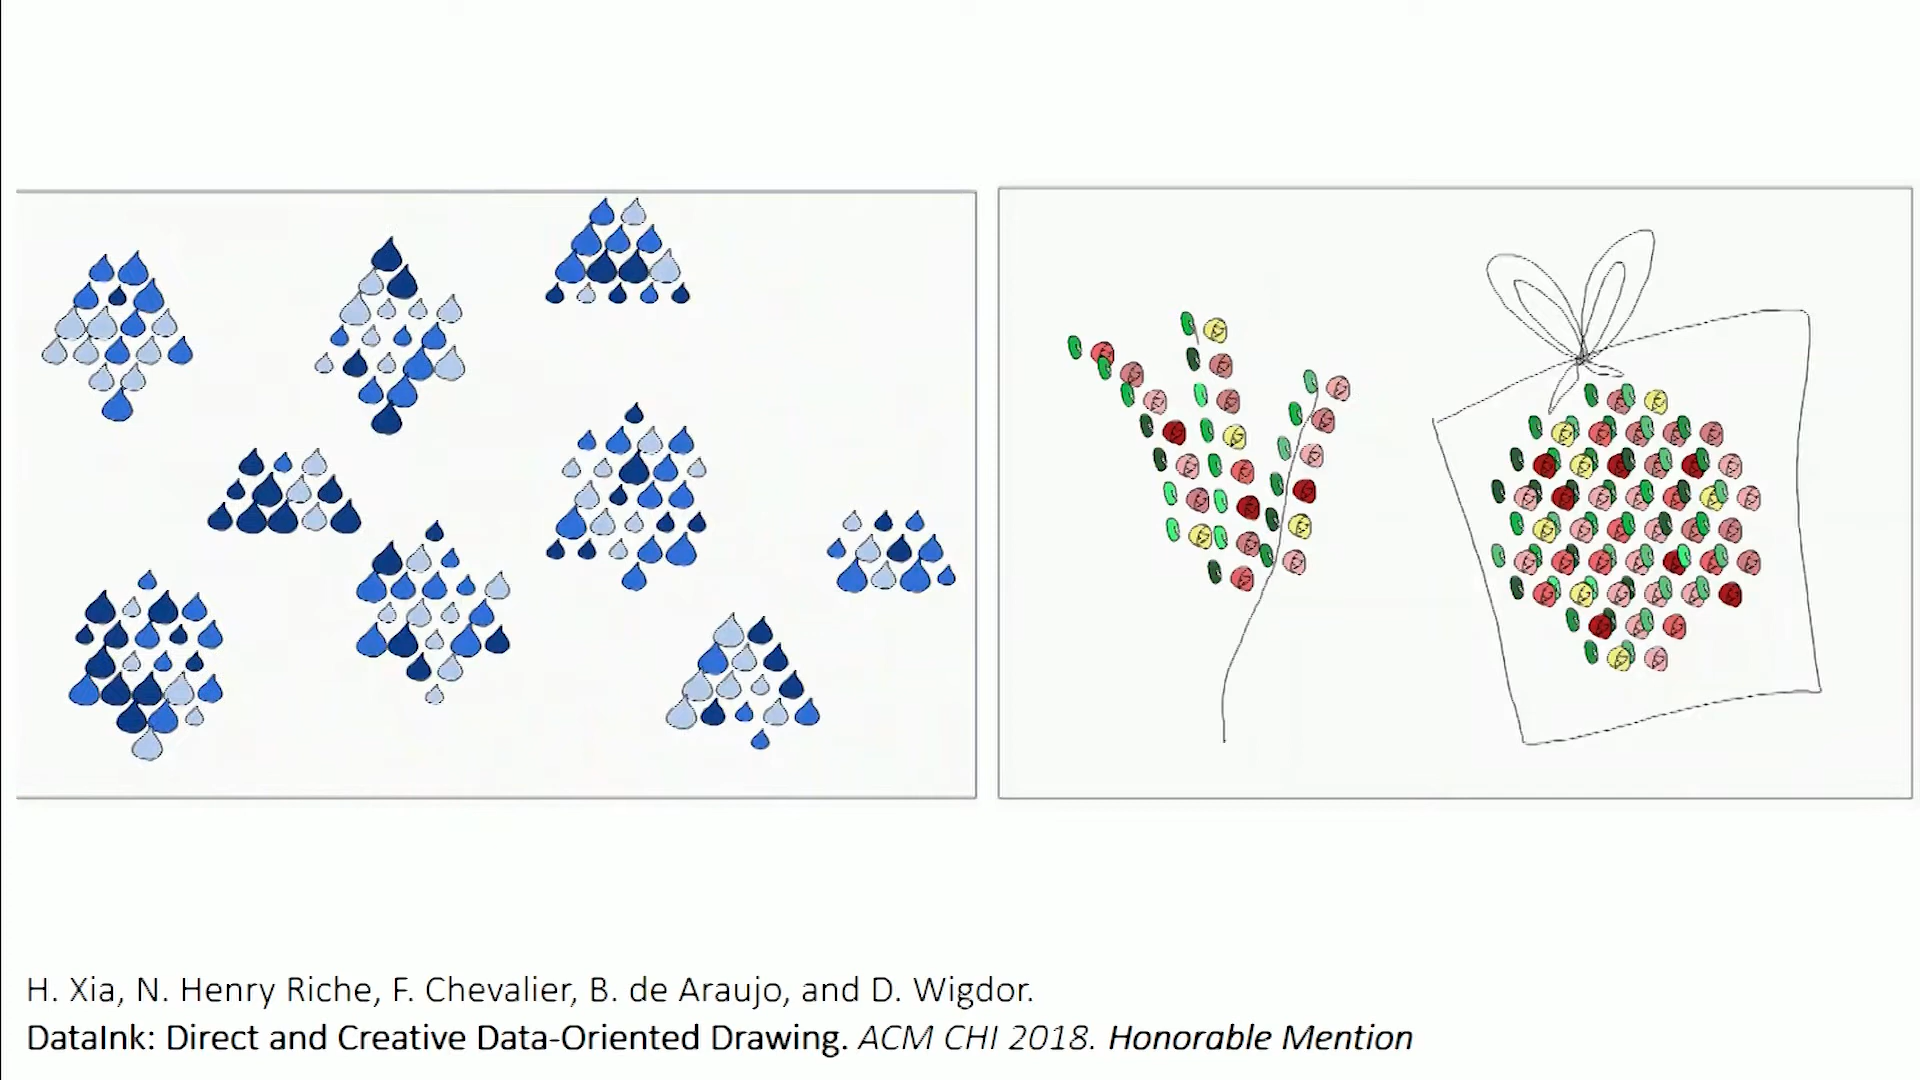 H. Xia, N. Henry Riche, F. Chevalier, B. de Araujo, and D. Wigdor.
DataInk: Direct and Creative Data-Oriented Drawing. ACM CHI 2018. Honorable Mention